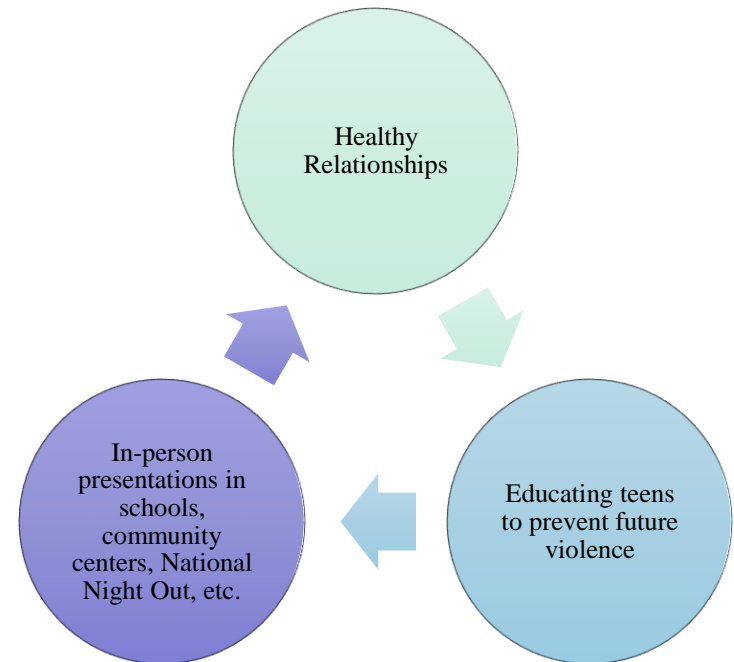 Healthy
Relationships
Educating teens
to prevent future
violence
In-person
presentations in
schools,
community
centers, National
Night Out, etc.